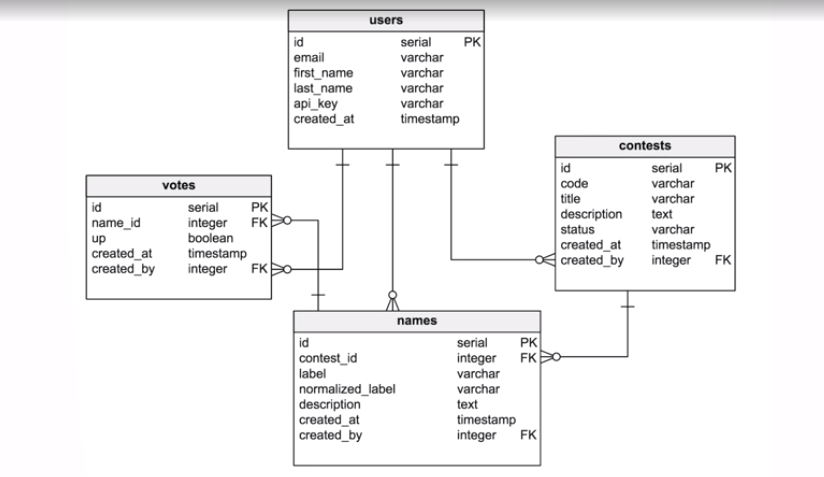 users
id serial PK
email varchar
first_name varchar
last_name varchar
api_key varchar
created_at timestamp
contests
id serial PK
code varchar
title varchar
description text
status varchar
created_at timestamp
created_by integer FK
votes
id serial PK
name_id integer FK
up boolean
created_at timestamp
created_by integer FK
names
id serial PK
contest_id integer FK
label varchar
normalized_label varchar
description text
created_at timestamp
created_by integer FK